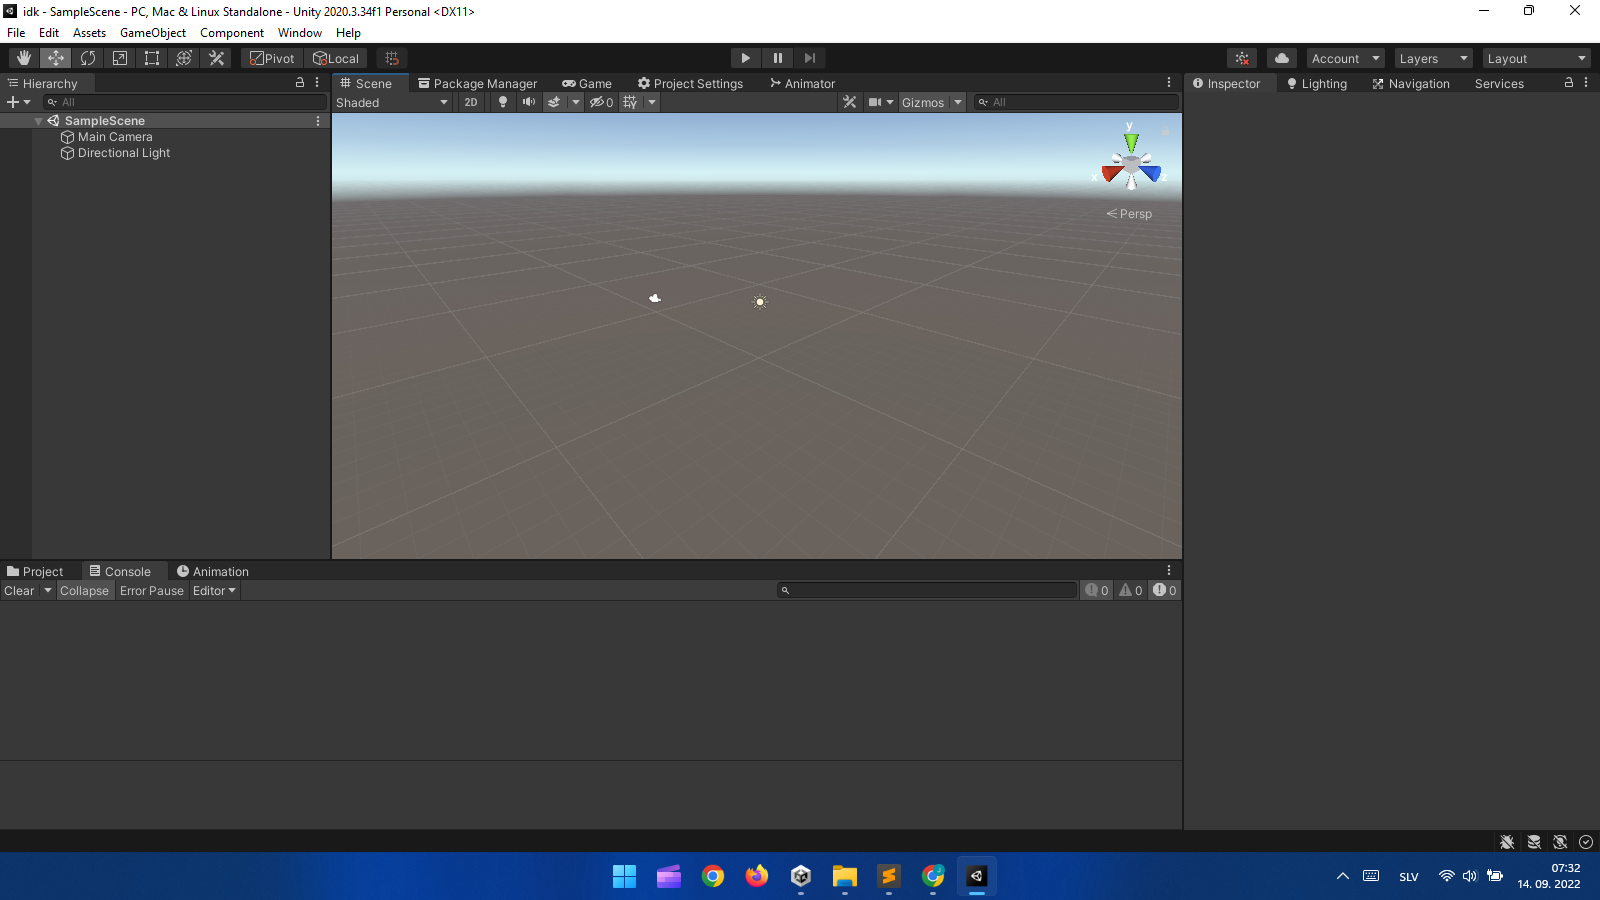 idk - SampleScene - PC, Mac & Linux Standalone - Unity 2020.3.34f1 Personal <DX11>
File Edit Assets GameObject Component Window Help
Pivot Local Account Layers Layout
Hierarchy Scene Package Manager Game Project Settings Animator Inspector Lighting Navigation Services
All Shaded 2D 0 Gizmos All
SampleScene
Main Camera
Directional Light
y
x z
Persp
Project Console Animation
Clear Collapse Error Pause Editor 0 0 0
07:32
SLV
14. 09. 2022